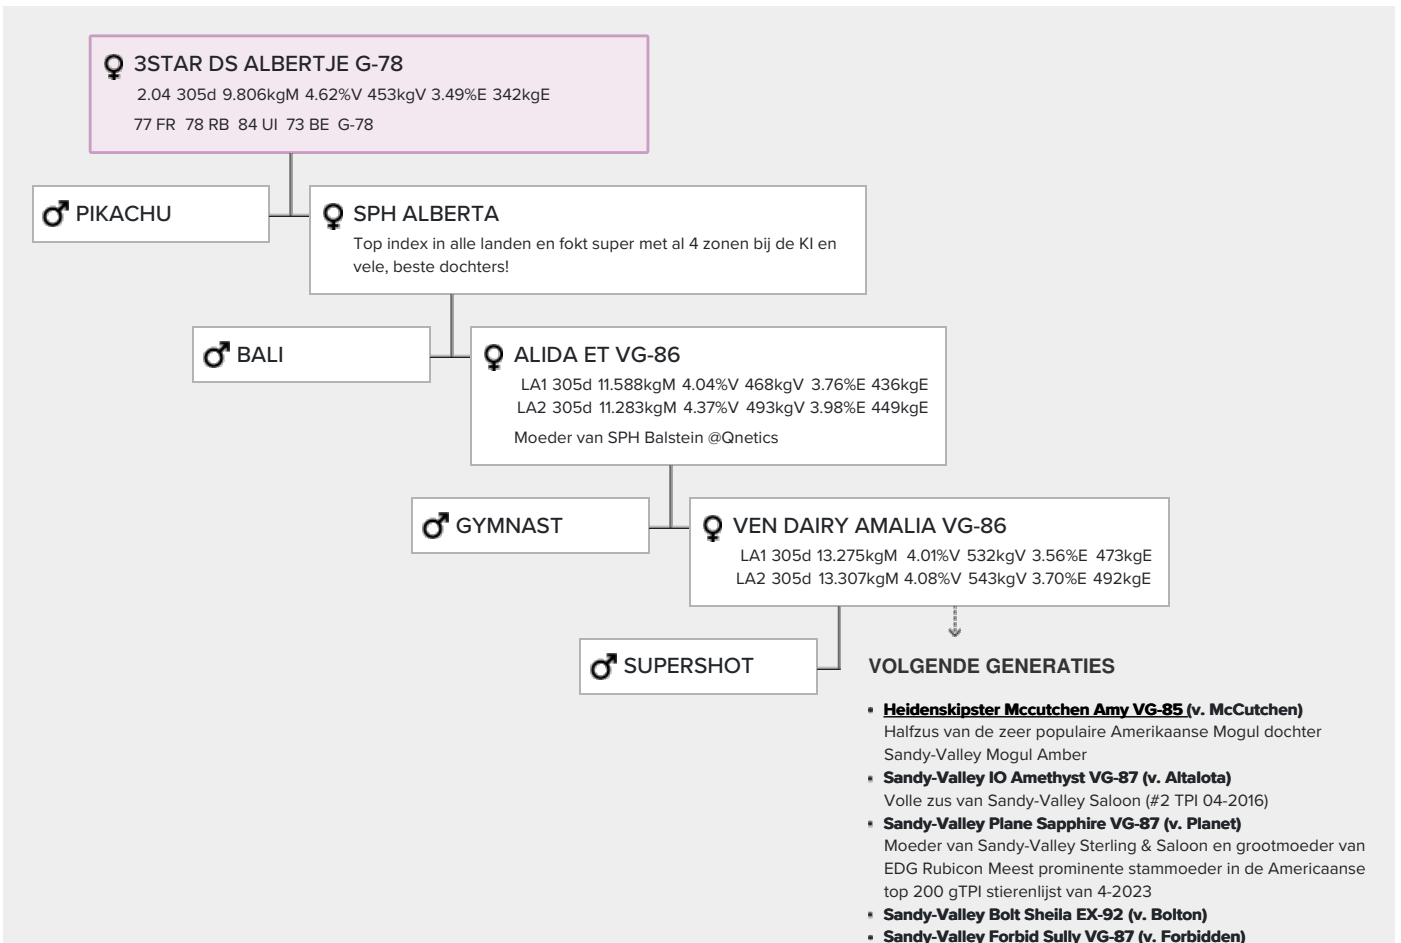 3STAR DS ALBERTJE G-78
2.04 305d 9.806kgM 4.62%V 453kgV 3.49%E 342kgE
77 FR 78 RB 84 UI 73 BE G-78
PIKACHU
SPH ALBERTA
Top index in alle landen en fokt super met al 4 zonen bij de KI en
vele, beste dochters!
BALI
ALIDA ET VG-86
LA1 305d 11.588kgM 4.04%V 468kgV 3.76%E 436kgE
LA2 305d 11.283kgM 4.37%V 493kgV 3.98%E 449kgE
Moeder van SPH Balstein @Qnetics
GYMNAST
VEN DAIRY AMALIA VG-86
LA1 305d 13.275kgM 4.01%V 532kgV 3.56%E 473kgE
LA2 305d 13.307kgM 4.08%V 543kgV 3.70%E 492kgE
SUPERSHOT
VOLGENDE GENERATIES
Heidenskipster Mccutchen Amy VG-85 (v. McCutchen)
Halfzus van de zeer populaire Amerikaanse Mogul dochter
Sandy-Valley Mogul Amber
Sandy-Valley IO Amethyst VG-87 (v. Altalota)
Volle zus van Sandy-Valley Saloon (#2 TPI 04-2016)
Sandy-Valley Plane Sapphire VG-87 (v. Planet)
Moeder van Sandy-Valley Sterling & Saloon en grootmoeder van
EDG Rubicon Meest prominente stammoeder in de Americaanse
top 200 gTPI stierenlijst van 4-2023
Sandy-Valley Bolt Sheila EX-92 (v. Bolton)
Sandy-Valley Forbid Sully VG-87 (v. Forbidden)